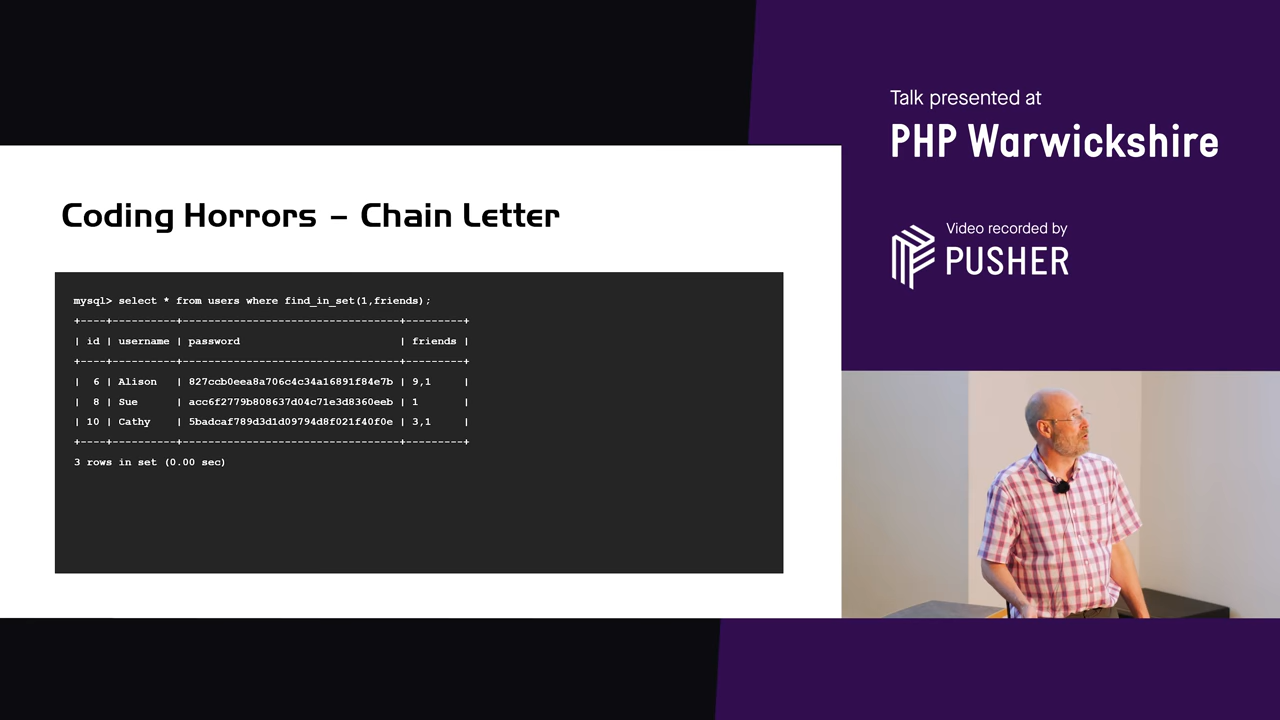 Talk presented at
PHP Warwickshire
Video recorded by
PUSHER
Coding Horrors – Chain Letter
mysql> select * from users where find_in_set(1,friends);
+----+----------+----------------------------------+---------+
| id | username | password                         | friends |
+----+----------+----------------------------------+---------+
|  6 | Alison   | 827ccb0eea8a706c4c34a16891f84e7b | 9,1     |
|  8 | Sue      | acc6f2779b808637d04c71e3d8360eeb | 1       |
| 10 | Cathy    | 5badcaf789d3d1d09794d8f021f40f0e | 3,1     |
+----+----------+----------------------------------+---------+
3 rows in set (0.00 sec)